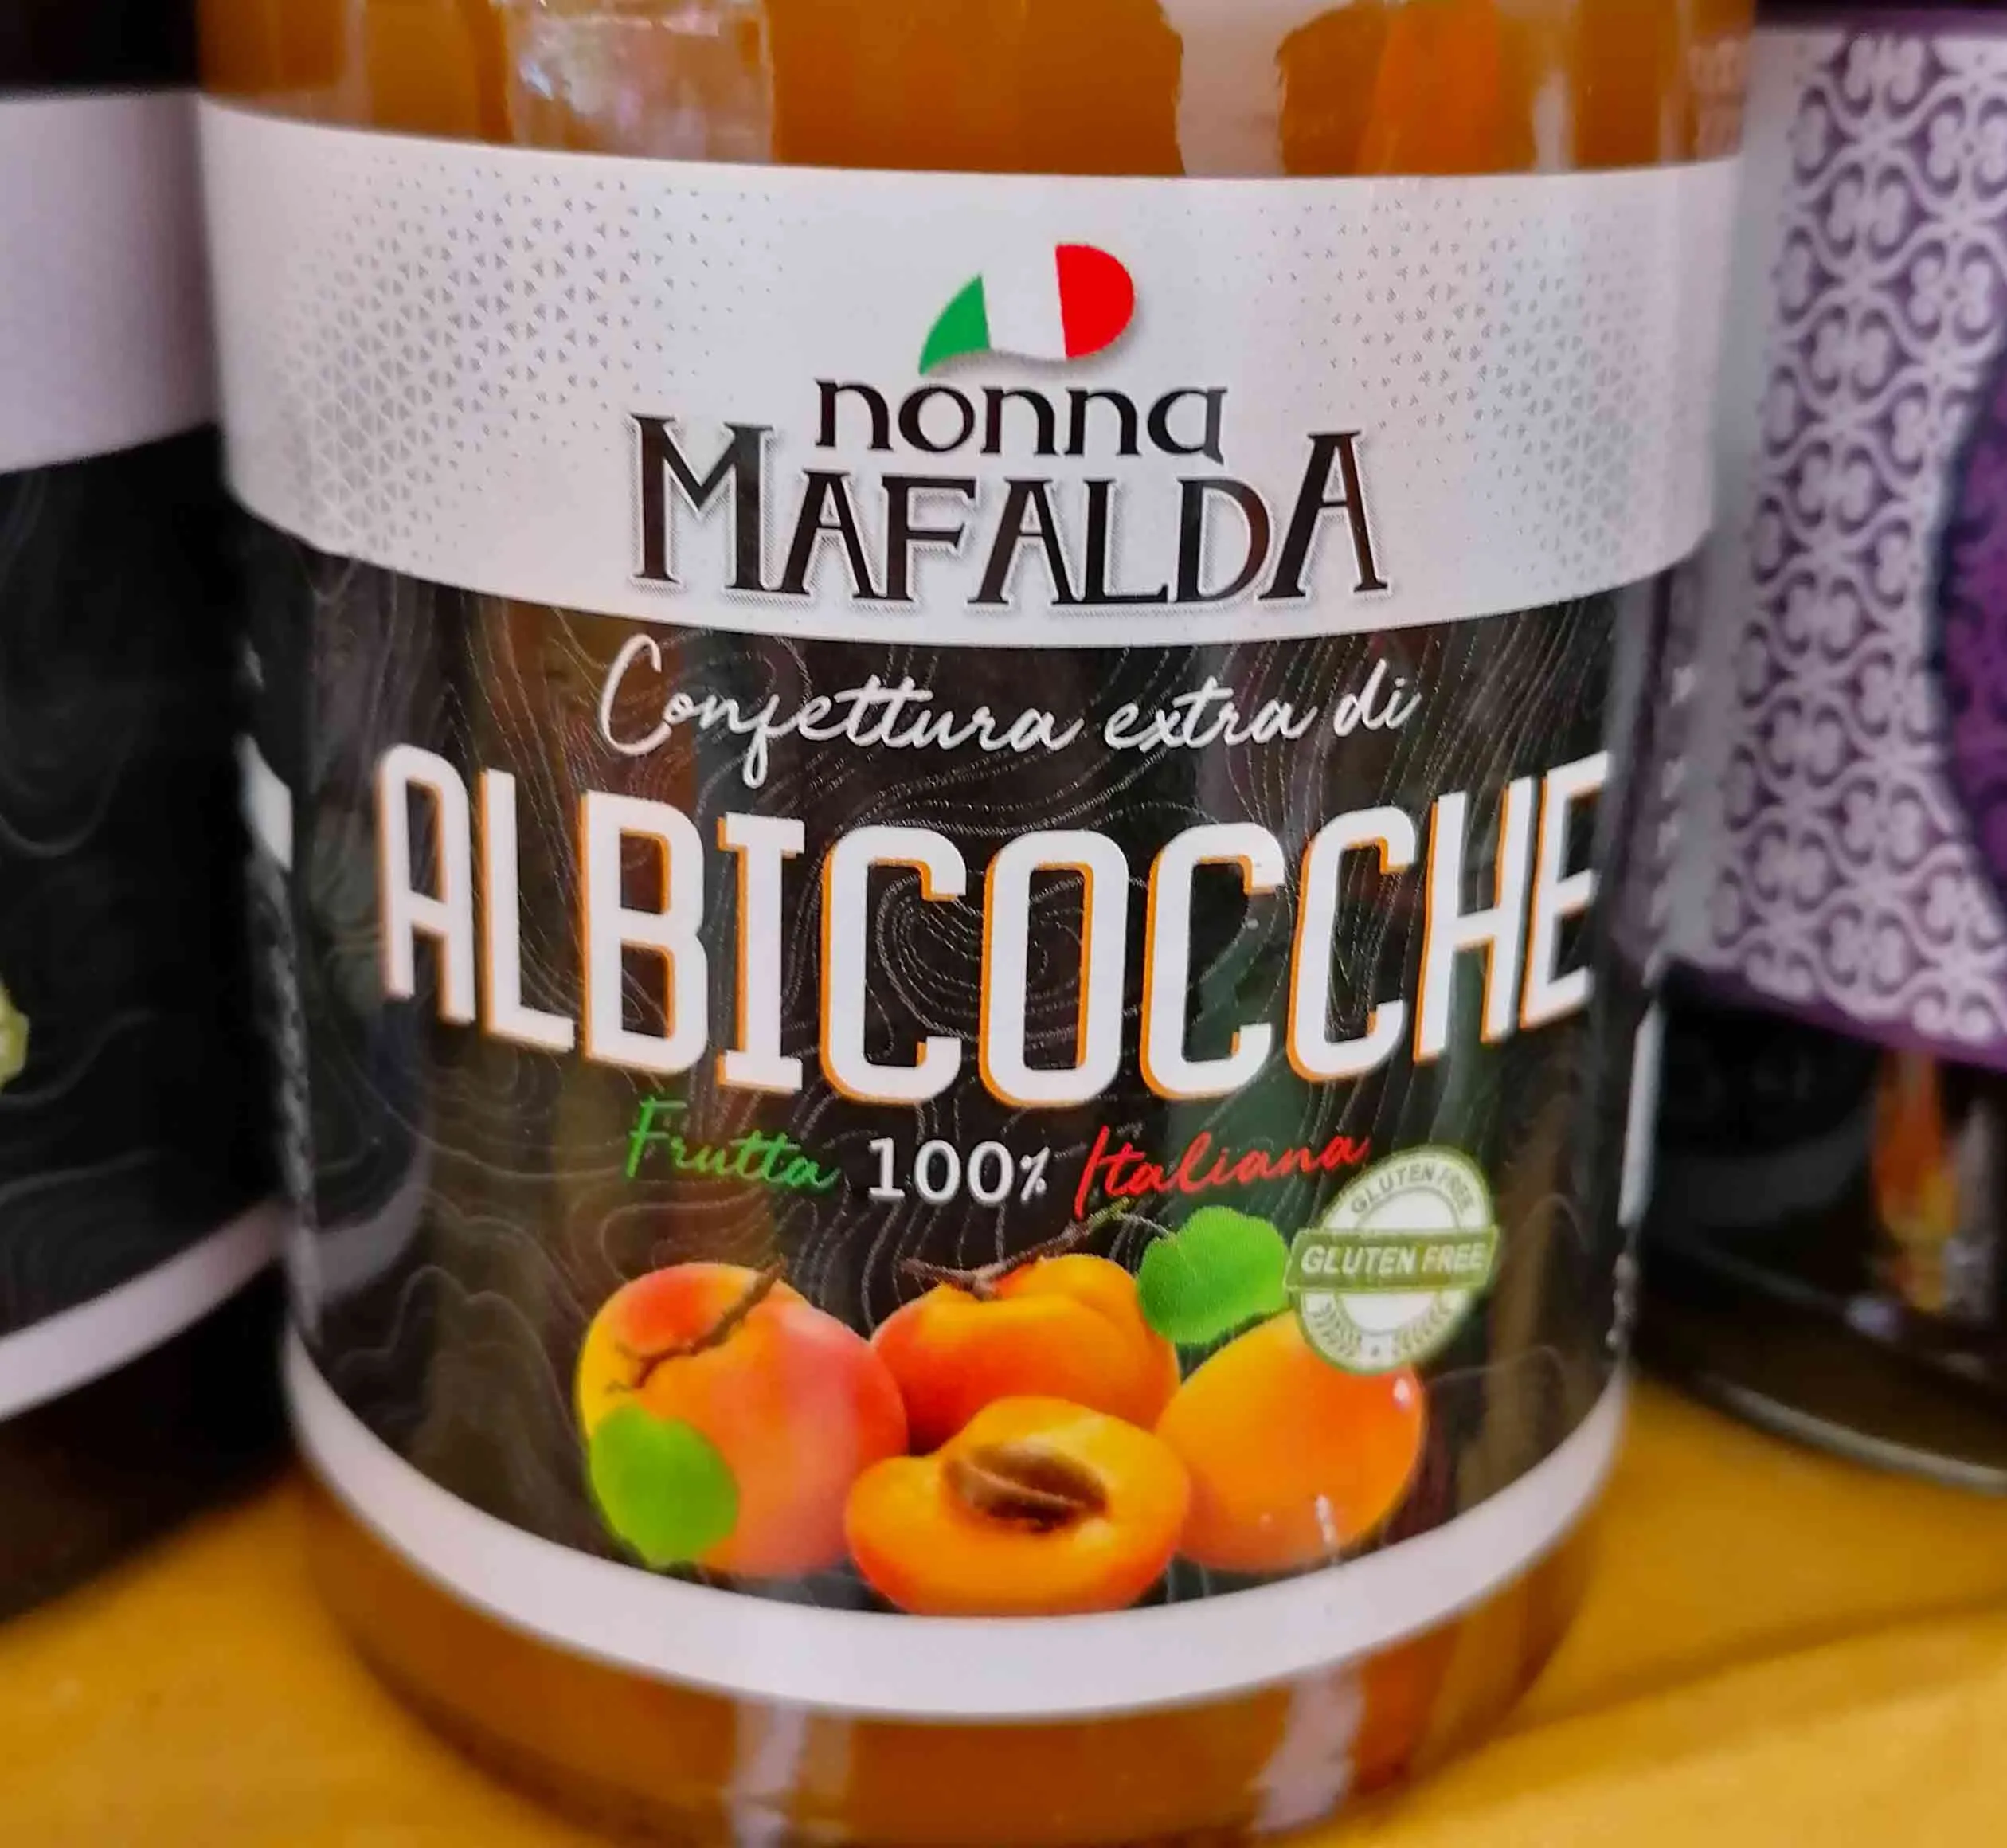 nonna
MAFALDA
Confettura extra di
ALBICOCCHE
Frutta 100% Italiana
GLUTEN FREE
GLUTEN FREE